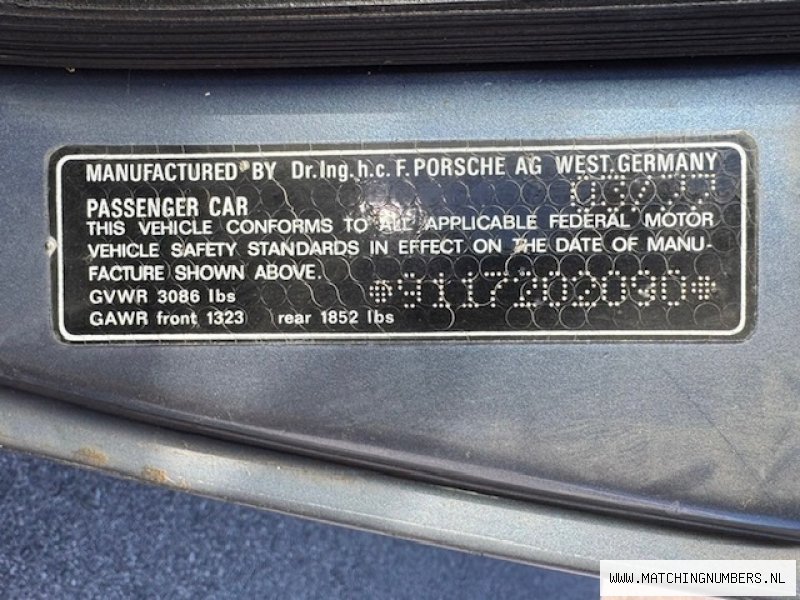 MANUFACTURED BY Dr.Ing.h.c.F.PORSCHE AG WEST GERMANY
PASSENGER CAR
THIS VEHICLE CONFORMS TO ALL APPLICABLE FEDERAL MOTOR
VEHICLE SAFETY STANDARDS IN EFFECT ON THE DATE OF MANU-
FACTURE SHOWN ABOVE.
*9117202090*
GVWR 3086 lbs
GAWR front 1323 rear 1852 lbs
WWW.MATCHINGNUMBERS.NL